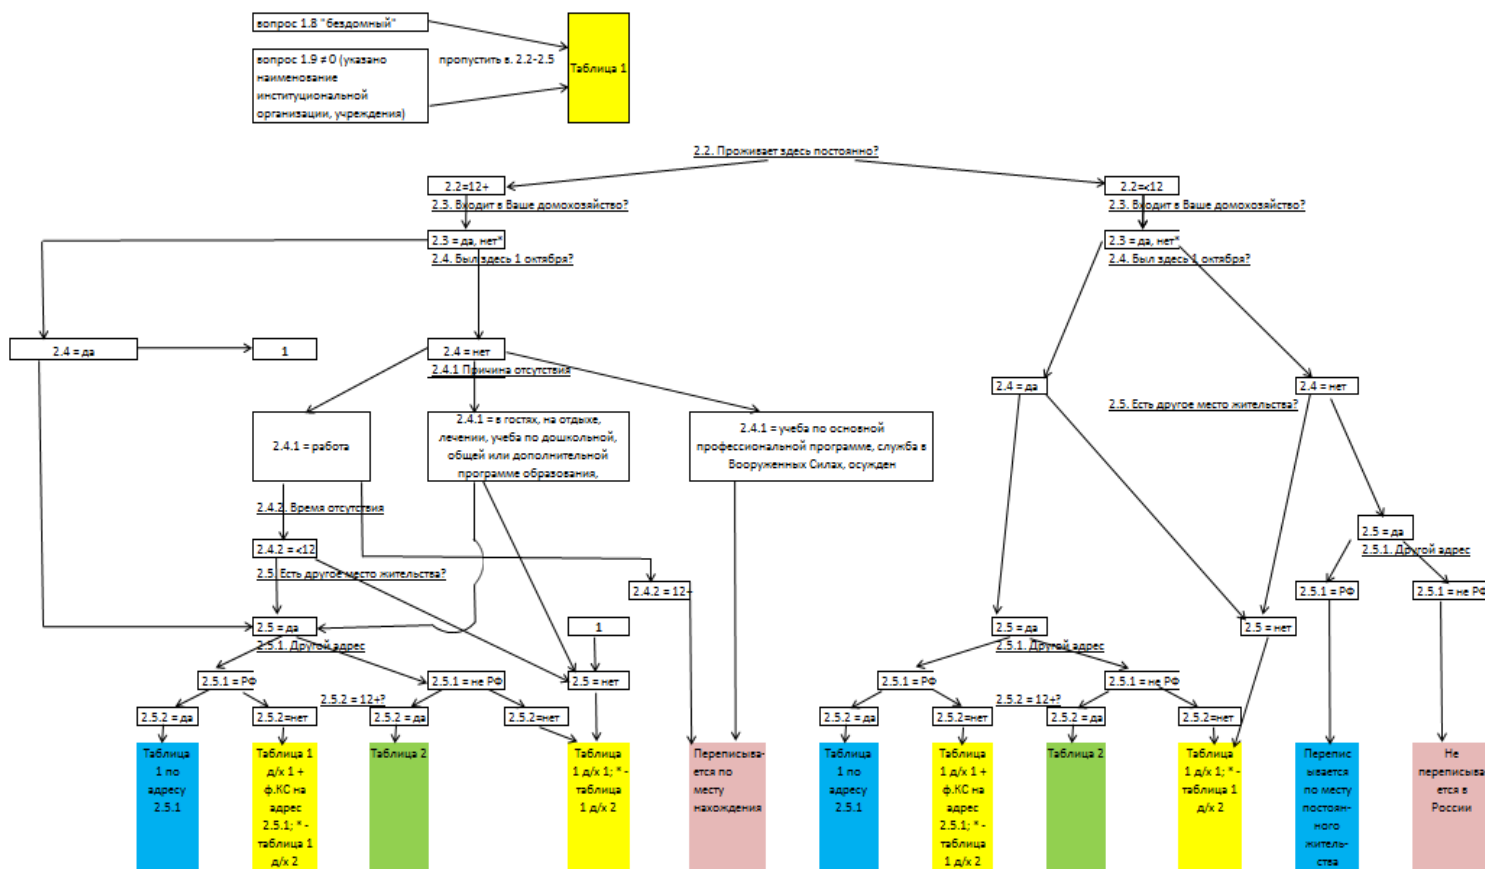 вопрос 1.8 "бездомный"
вопрос 1.9 ≠ 0 (указано
наименование
институциональной
организации, учреждения)
пропустить в. 2.2-2.5
Таблица 1
2.2. Проживает здесь постоянно?
2.2=12+
2.3. Входит в Ваше домохозяйство?
2.3 = да, нет*
2.4. Был здесь 1 октября?
2.2=<12
2.3. Входит в Ваше домохозяйство?
2.3 = да, нет*
2.4. Был здесь 1 октября?
2.4 = да
1
2.4 = нет
2.4.1 Причина отсутствия
2.4 = да
2.4 = нет
2.5. Есть другое место жительства?
2.4.1 = работа
2.4.1 = в гостях, на отдыхе,
лечении, учеба по дошкольной,
общей или дополнительной
программе образования,
2.4.1 = учеба по основной
профессиональной программе, служба в
Вооруженных Силах, осужден
2.4.2. Время отсутствия
2.4.2 = <12
2.5. Есть другое место жительства?
2.4.2 = 12+
2.5 = да
2.5.1. Другой адрес
2.5.1 = РФ
2.5.1 = не РФ
2.5 = да
2.5.1. Другой адрес
1
2.5 = да
2.5.1. Другой адрес
2.5 = нет
2.5.1 = РФ
2.5.1 = не РФ
2.5 = нет
2.5.1 = РФ
2.5.1 = не РФ
2.5.2 = 12+?
2.5.2 = да
2.5.2=нет
2.5.2 = да
2.5.2=нет
2.5.2 = 12+?
2.5.2 = да
2.5.2=нет
2.5.2 = да
2.5.2=нет
Таблица
1 по
адресу
2.5.1
Таблица 1
д/х 1 +
ф.КС на
адрес
2.5.1; * -
таблица 1
д/х 2
Таблица 2
Таблица
1 д/х 1; * -
таблица
1 д/х 2
Переписыва-
ется по
месту
нахождения
Таблица
1 по
адресу
2.5.1
Таблица
1 д/х 1 +
ф.КС на
адрес
2.5.1; * -
таблица
1 д/х 2
Таблица 2
Таблица
1 д/х 1; * -
таблица 1
д/х 2
Перепис
ывается
по месту
постоян-
ного
житель-
ства
Не
переписыва
ется в
России